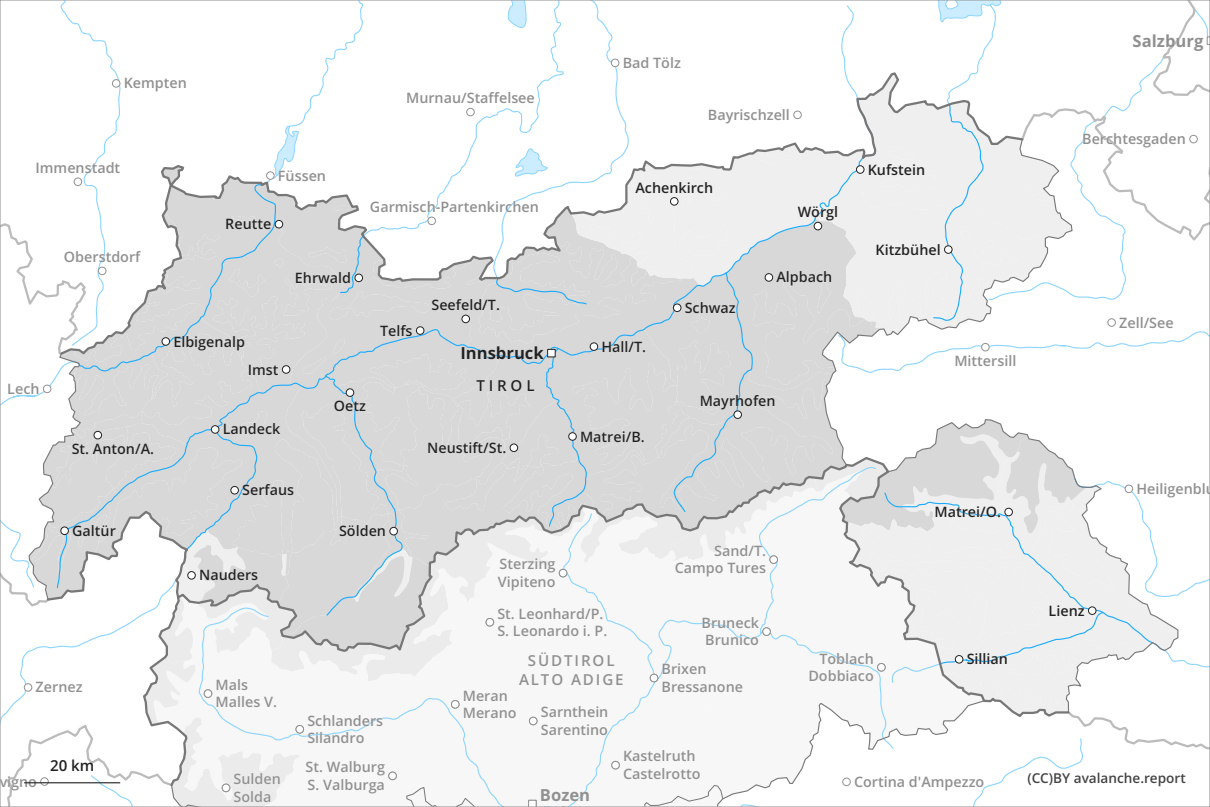 Salzburg
Bad Tölz
Kempten
Murnau/Staffelsee
Bayrischzell
Berchtesgaden
Immenstadt
Füssen
Kufstein
Achenkirch
Garmisch-Partenkirchen
Wörgl
Reutte
Kitzbühel
Oberstdorf
Ehrwald
Alpbach
Seefeld/T.
Schwaz
Zell/See
Telfs
Elbigenalp
Innsbruck
Hall/T.
Mittersill
Imst
TIROL
Lech
Oetz
Mayrhofen
Landeck
Matrei/B.
St. Anton/A.
Neustift/St.
Serfaus
Heiligenblu
Matrei/O.
Galtür
Sölden
Sand/T.
Campo Tures
Sterzing
Vipiteno
Nauders
Lienz
St. Leonhard/P.
S. Leonardo i. P.
Bruneck
Brunico
SÜDTIROL
ALTO ADIGE
Toblach
Dobbiaco
Sillian
Brixen
Bressanone
Zernez
Mals
Malles V.
Meran
Merano
Sarnthein
Sarentino
Schlanders
Silandro
Kastelruth
Castelrotto
St. Walburg
S. Valburga
20 km
vigno
Sulden
Solda
Cortina d'Ampezzo
(CC)BY avalanche.report
Bozen